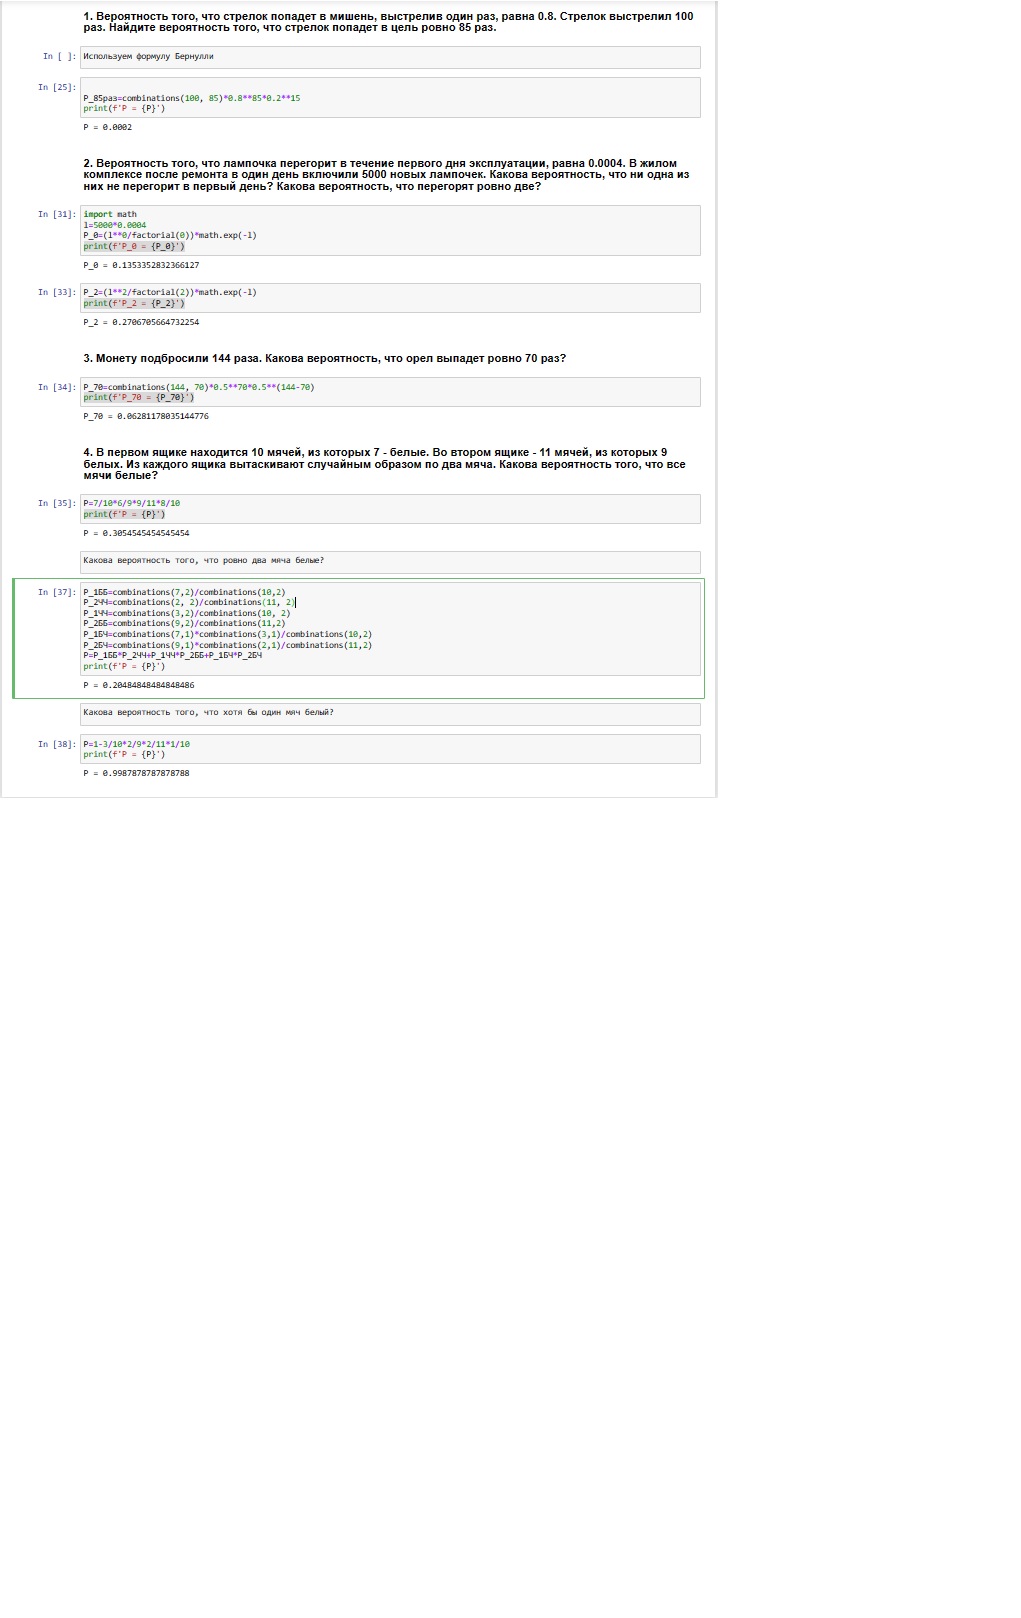 1. Вероятность того, что стрелок попадет в мишень, выстрелив один раз, равна 0.8. Стрелок выстрелил 100
раз. Найдите вероятность того, что стрелок попадет в цель ровно 85 раз.
In [ ]: Используем формулу Бернулли
In [25]:
P_85раз=combinations(100, 85)*0.8**85*0.2**15
print(f'P = {P}')
P = 0.0002
2. Вероятность того, что лампочка перегорит в течение первого дня эксплуатации, равна 0.0004. В жилом
комплексе после ремонта в один день включили 5000 новых лампочек. Какова вероятность, что ни одна из
них не перегорит в первый день? Какова вероятность, что перегорят ровно две?
In [31]: import math
l=5000*0.0004
P_0=(l**0/factorial(0))*math.exp(-l)
print(f'P_0 = {P_0}')
P_0 = 0.1353352832366127
In [33]: P_2=(l**2/factorial(2))*math.exp(-l)
print(f'P_2 = {P_2}')
P_2 = 0.2706705664732254
3. Монету подбросили 144 раза. Какова вероятность, что орел выпадет ровно 70 раз?
In [34]: P_70=combinations(144, 70)*0.5**70*0.5**(144-70)
print(f'P_70 = {P_70}')
P_70 = 0.06281178035144776
4. В первом ящике находится 10 мячей, из которых 7 - белые. Во втором ящике - 11 мячей, из которых 9
белых. Из каждого ящика вытаскивают случайным образом по два мяча. Какова вероятность того, что все
мячи белые?
In [35]: P=7/10*6/9*9/11*8/10
print(f'P = {P}')
P = 0.3054545454545454
Какова вероятность того, что ровно два мяча белые?
In [37]: P_1ББ=combinations(7,2)/combinations(10,2)
P_2ЧЧ=combinations(2, 2)/combinations(11, 2)
P_1ЧЧ=combinations(3,2)/combinations(10, 2)
P_2ББ=combinations(9,2)/combinations(11,2)
P_1БЧ=combinations(7,1)*combinations(3,1)/combinations(10,2)
P_2БЧ=combinations(9,1)*combinations(2,1)/combinations(11,2)
P=P_1ББ*P_2ЧЧ+P_1ЧЧ*P_2ББ+P_1БЧ*P_2БЧ
print(f'P = {P}')
P = 0.20484848484848486
Какова вероятность того, что хотя бы один мяч белый?
In [38]: P=1-3/10*2/9*2/11*1/10
print(f'P = {P}')
P = 0.9987878787878788